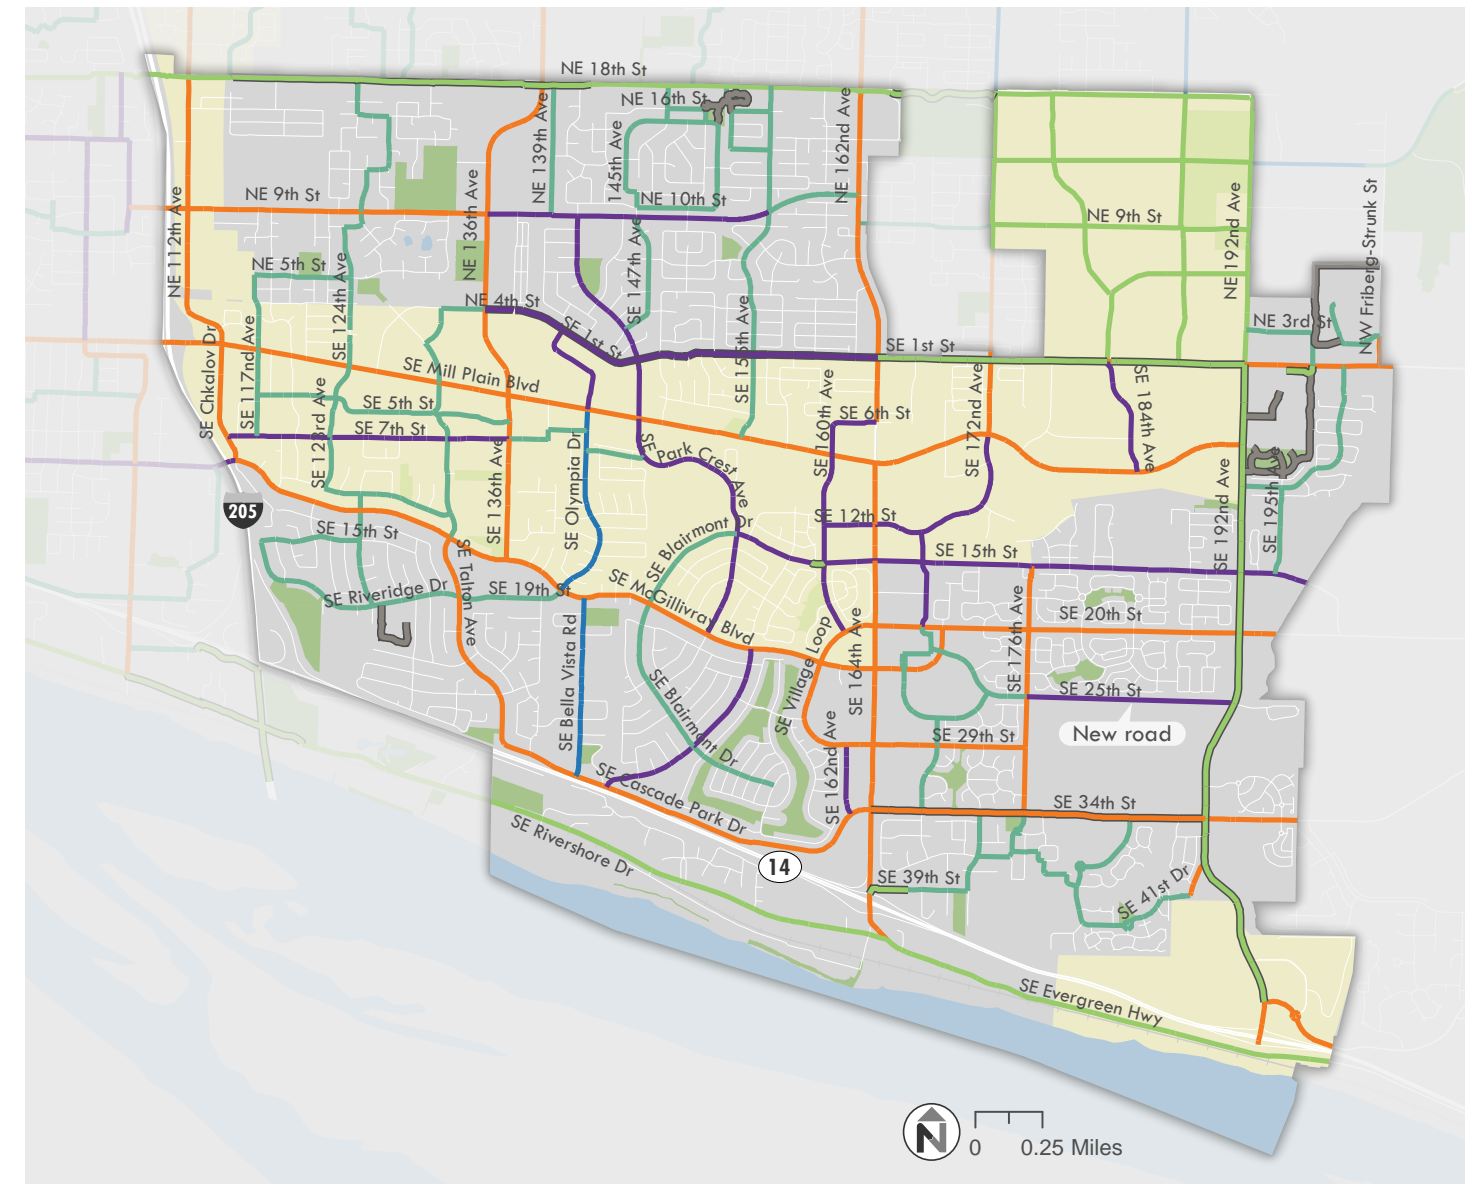 NE 18th St
NE 16th St
NE 112th Ave
NE 9th St
NE 136th Ave
NE 139th Ave
145th Ave
NE 10th St
NE 162nd Ave
NE 9th St
NE 192nd Ave
NW Friberg-Strunk St
NE 5th St
SE 124th Ave
NE 4th St
SE 1st St
SE 147th Ave
SE 155th Ave
SE 1st St
NE 3rd St
SE Chkalov Dr
SE 117nd Ave
SE 123rd Ave
SE Mill Plain Blvd
SE 5th St
SE 7th St
SE 136th Ave
SE Olympia Dr
SE Park Crest Ave
SE 160th Ave
SE 6th St
SE 172nd Ave
SE 184th Ave
SE 192nd Ave
SE 195th Ave
205
SE 15th St
SE Riveridge Dr
SE Talton Ave
SE 19th St
SE Blairmont Dr
SE McGillivray Blvd
SE 12th St
SE 15th St
SE 20th St
SE 176th Ave
SE 164th Ave
SE Village Loop
SE Bella Vista Rd
SE Blairmont Dr
SE 25th St
New road
SE 29th St
SE 162nd Ave
SE Cascade Park Dr
SE 34th St
SE Rivershore Dr
14
SE 39th St
SE 41st Dr
SE Evergreen Hwy
N
0 0.25 Miles